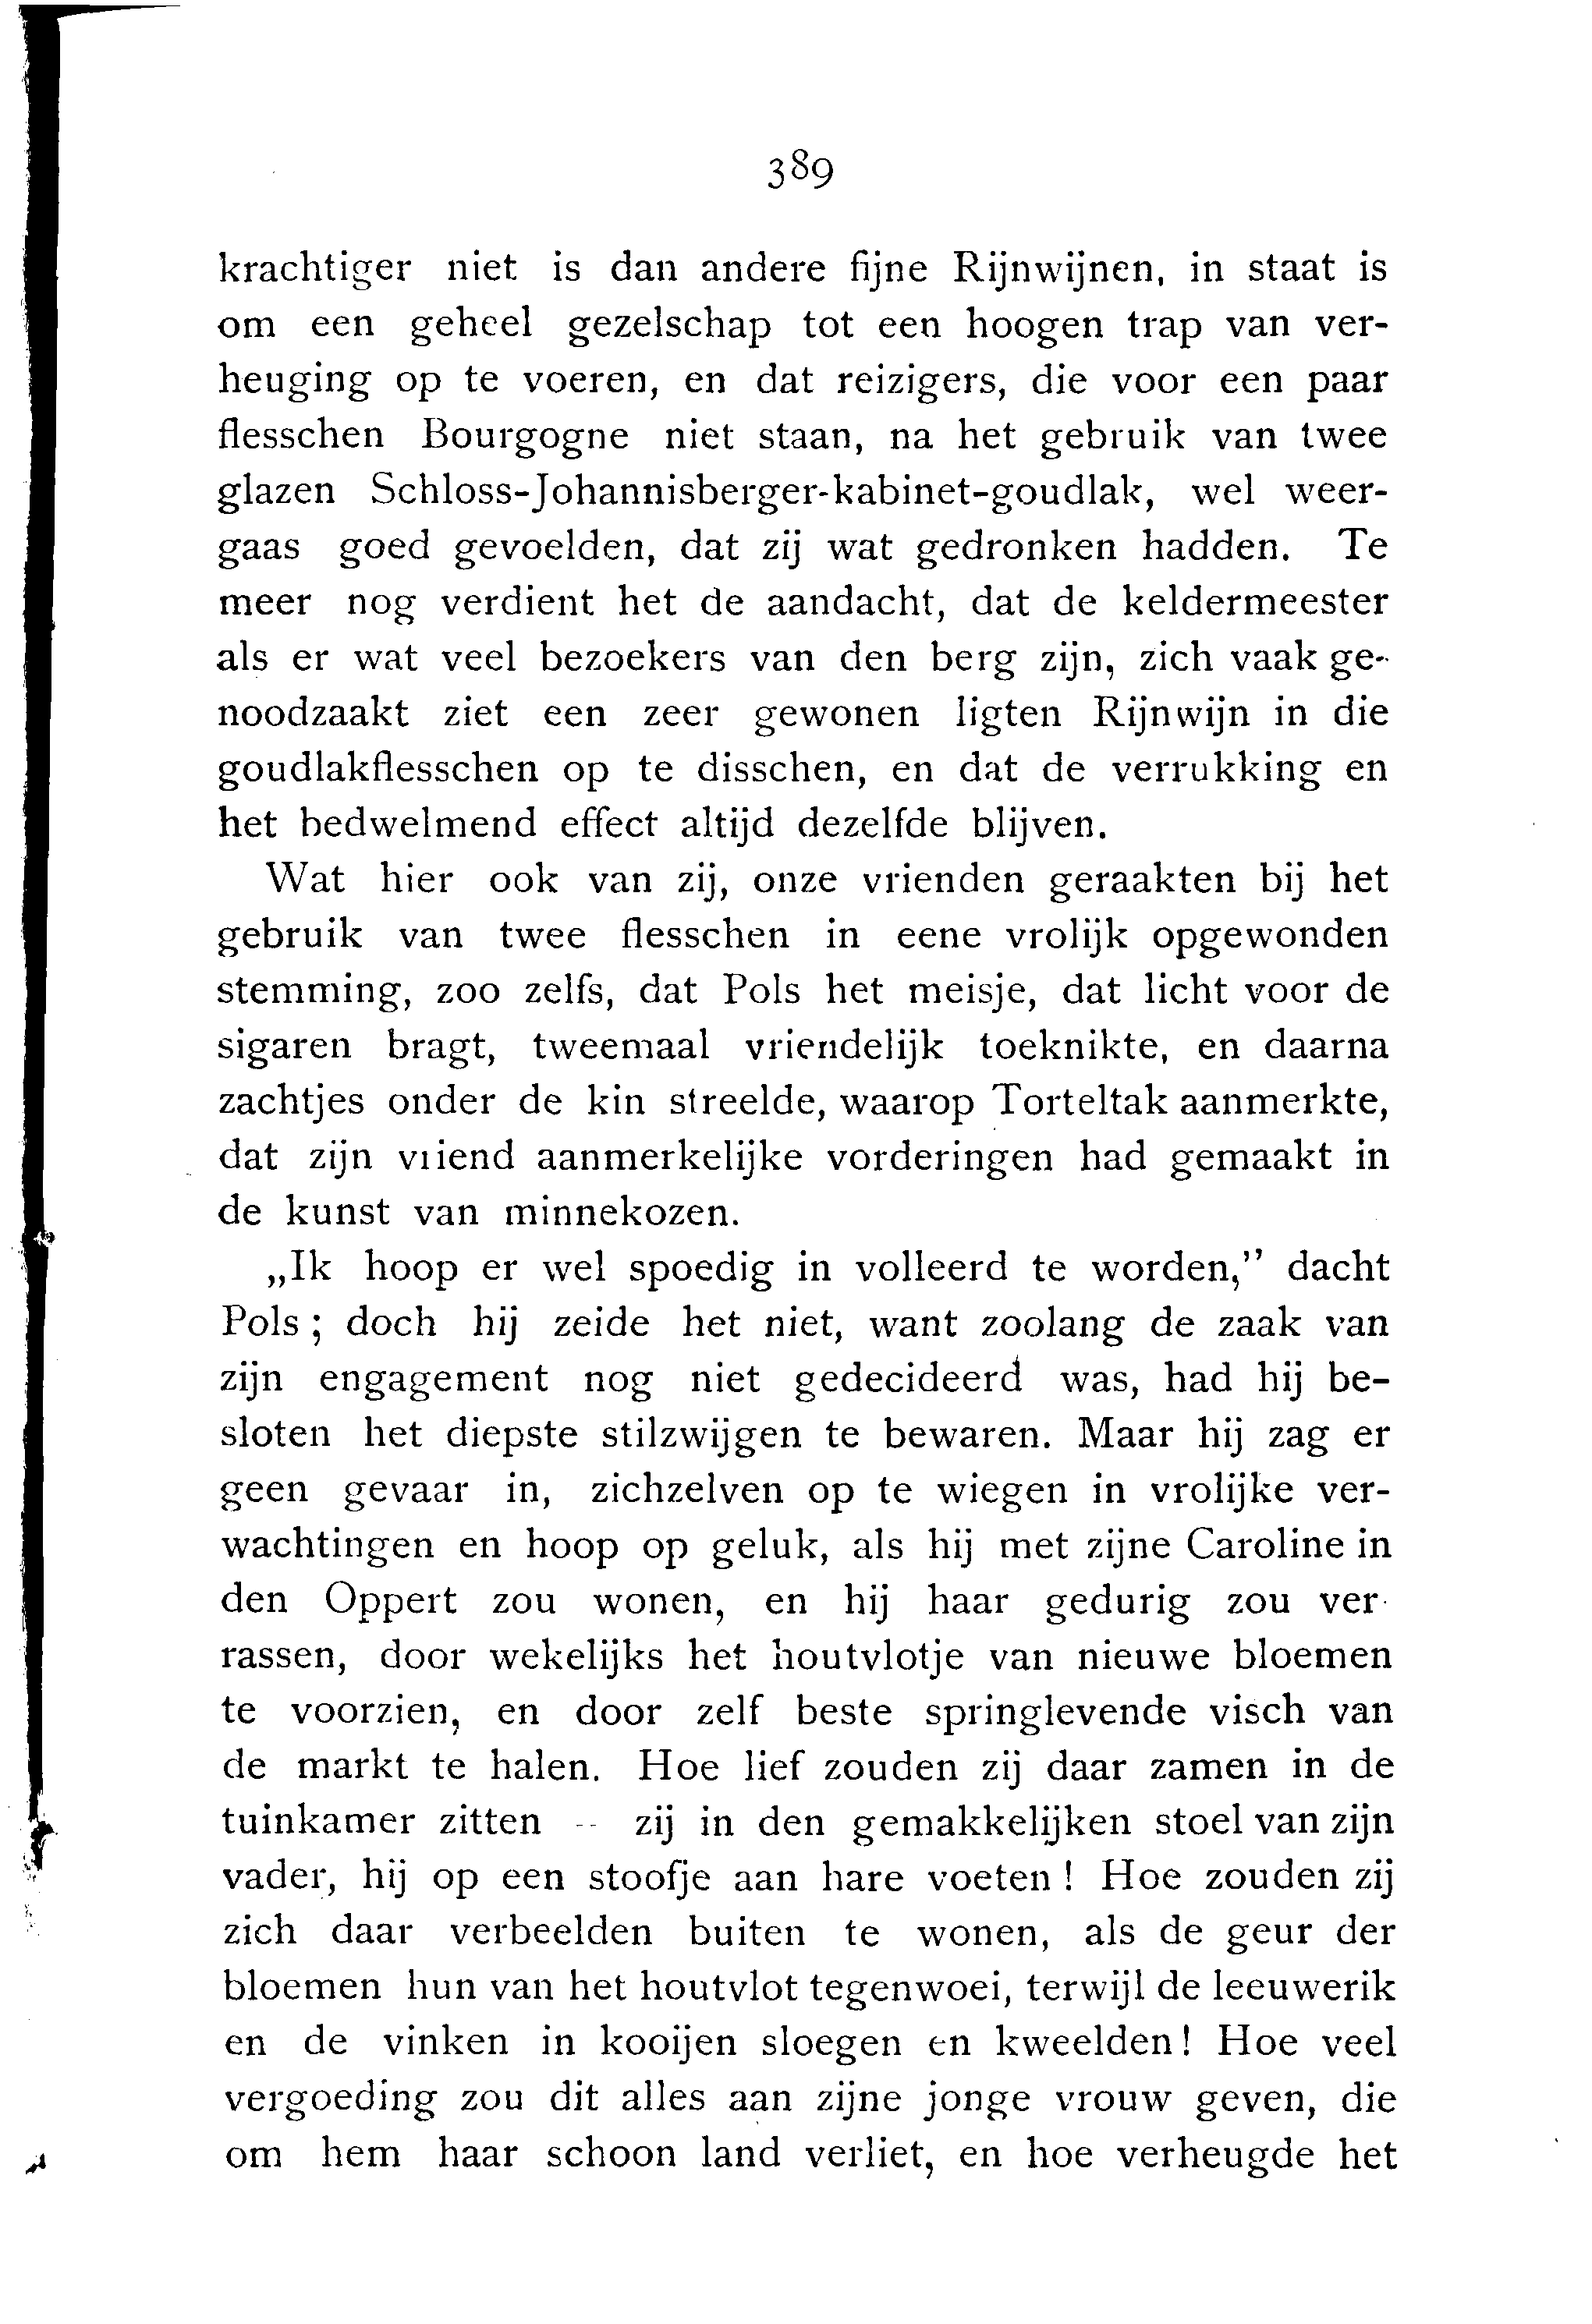 389
krachtiger niet is dan andere fijne Rijnwijnen, in staat is
om een geheel gezelschap tot een hoogen trap van ver-
heuging op te voeren, en dat reizigers, die voor een paar
flesschen Bourgogne niet staan, na het gebruik van twee
glazen Schloss-Johannisberger-kabinet-goudlak, wel weer-
gaas goed gevoelden, dat zij wat gedronken hadden. Te
meer nog verdient het de aandacht, dat de keldermeester
als er wat veel bezoekers van den berg zijn, zich vaak ge-
noodzaakt ziet een zeer gewonen ligten Rijnwijn in die
goudlakflesschen op te disschen, en dat de verrukking en
het bedwelmend effect altijd dezelfde blijven.
Wat hier ook van zij, onze vrienden geraakten bij het
gebruik van twee flesschen in eene vrolijk opgewonden
stemming, zoo zelfs, dat Pols het meisje, dat licht voor de
sigaren bragt, tweemaal vriendelijk toeknikte, en daarna
zachtjes onder de kin streelde, waarop Torteltak aanmerkte,
dat zijn vriend aanmerkelijke vorderingen had gemaakt in
de kunst van minnekozen.
„Ik hoop er wel spoedig in volleerd te worden,” dacht
Pols ; doch hij zeide het niet, want zoolang de zaak van
zijn engagement nog niet gedecideerd was, had hij be-
sloten het diepste stilzwijgen te bewaren. Maar hij zag er
geen gevaar in, zichzelven op te wiegen in vrolijke ver-
wachtingen en hoop op geluk, als hij met zijne Caroline in
den Oppert zou wonen, en hij haar gedurig zou ver-
rassen, door wekelijks het houtvlotje van nieuwe bloemen
te voorzien, en door zelf beste springlevende visch van
de markt te halen. Hoe lief zouden zij daar zamen in de
tuinkamer zitten -- zij in den gemakkelijken stoel van zijn
vader, hij op een stoofje aan hare voeten ! Hoe zouden zij
zich daar verbeelden buiten te wonen, als de geur der
bloemen hun van het houtvlot tegenwoei, terwijl de leeuwerik
en de vinken in kooijen sloegen en kweelden! Hoe veel
vergoeding zou dit alles aan zijne jonge vrouw geven, die
om hem haar schoon land verliet, en hoe verheugde het